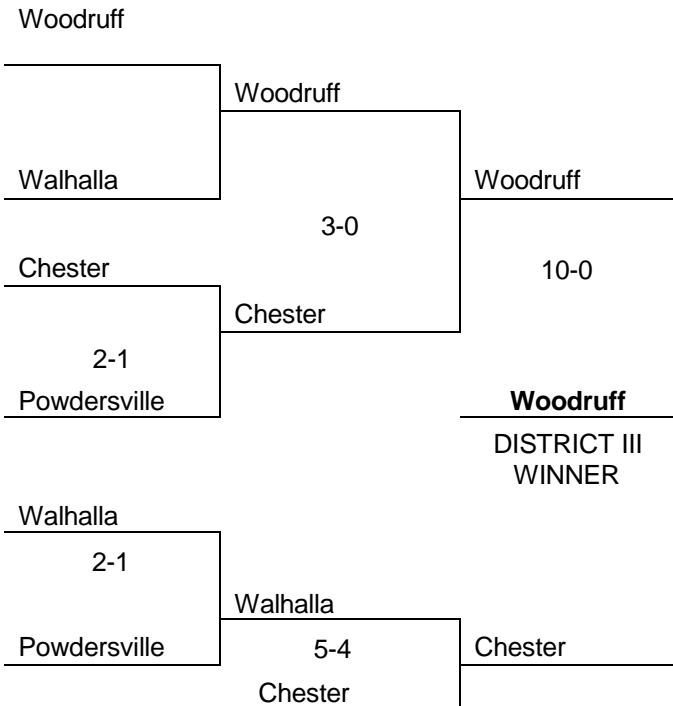 Woodruff
Woodruff
Walhalla
Woodruff
3-0
Chester
10-0
Chester
2-1
Powdersville
Woodruff
DISTRICT III
WINNER
Walhalla
2-1
Walhalla
Powdersville
5-4
Chester
Chester